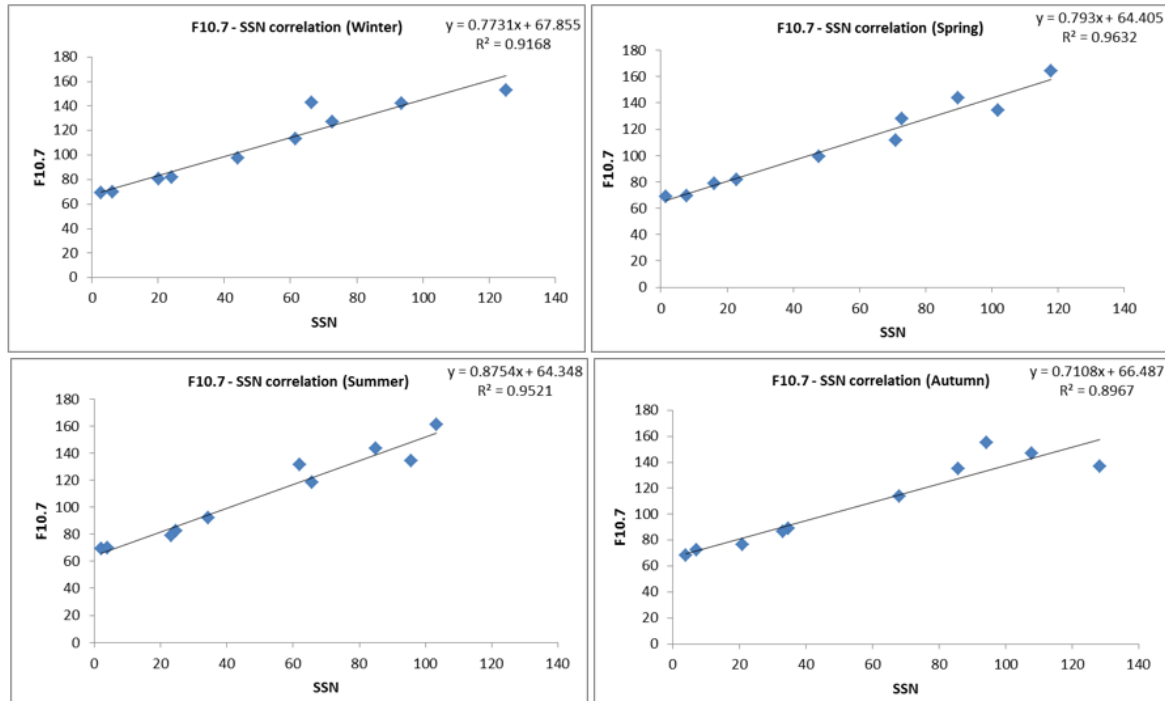 F10.7 - SSN correlation (Winter)
y = 0.7731x + 67.855
R² = 0.9168
180
160
140
120
100
80
60
40
20
0
F10.7
0 20 40 60 80 100 120 140
SSN
F10.7 - SSN correlation (Spring)
y = 0.793x + 64.405
R² = 0.9632
180
160
140
120
100
80
60
40
20
0
F10.7
0 20 40 60 80 100 120 140
SSN
F10.7 - SSN correlation (Summer)
y = 0.8754x + 64.348
R² = 0.9521
180
160
140
120
100
80
60
40
20
0
F10.7
0 20 40 60 80 100 120 140
SSN
F10.7 - SSN correlation (Autumn)
y = 0.7108x + 66.487
R² = 0.8967
180
160
140
120
100
80
60
40
20
0
F10.7
0 20 40 60 80 100 120 140
SSN